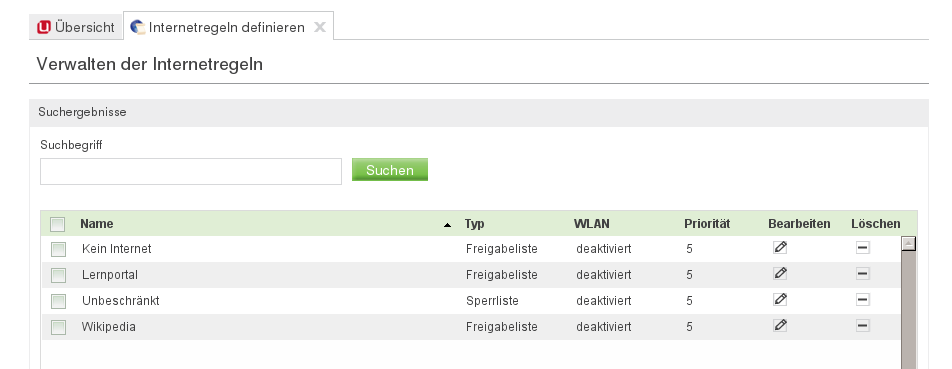 Übersicht Internetregeln definieren
Verwalten der Internetregeln
Suchergebnisse
Suchbegriff
Suchen
Name Typ WLAN Priorität Bearbeiten Löschen
Kein Internet Freigabeliste deaktiviert 5
Lernportal Freigabeliste deaktiviert 5
Unbeschränkt Sperrliste deaktiviert 5
Wikipedia Freigabeliste deaktiviert 5